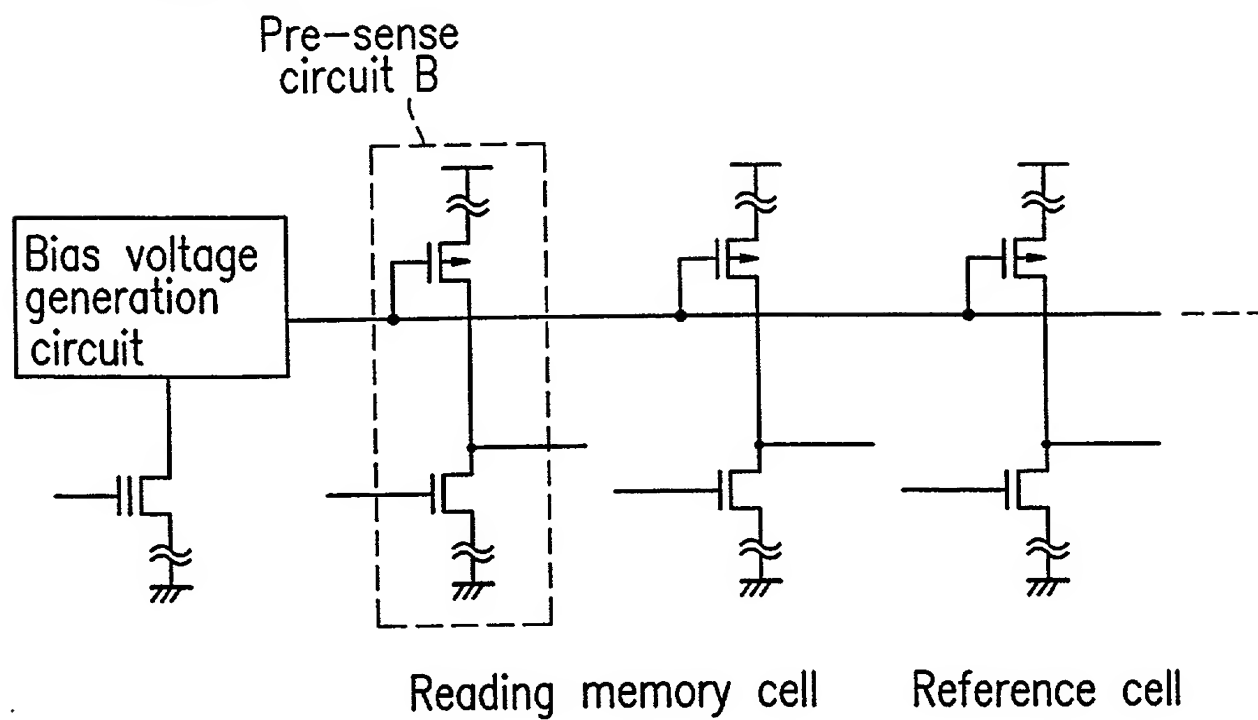 Pre-sense
circuit B
Bias voltage
generation
circuit
Reading memory cell
Reference cell